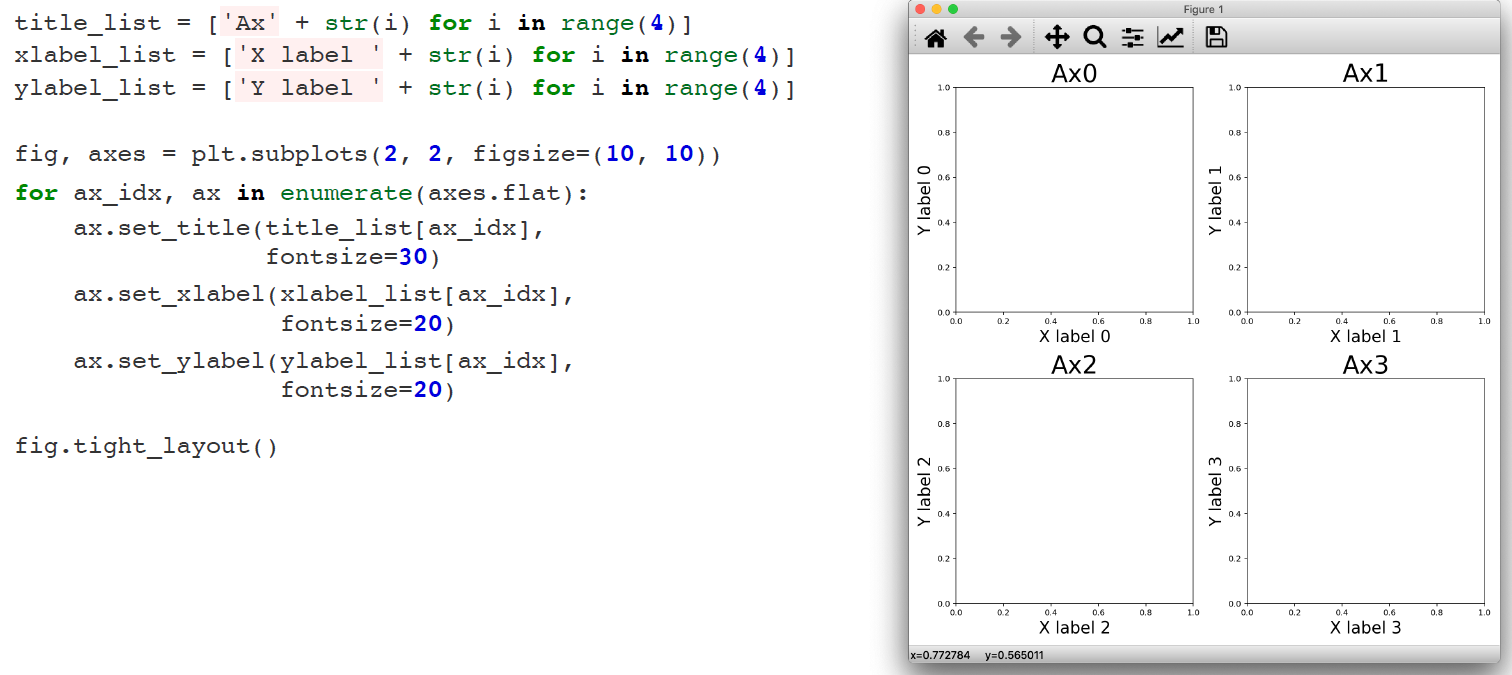 title_list = ['Ax' + str(i) for i in range(4)]
xlabel_list = ['X label ' + str(i) for i in range(4)]
ylabel_list = ['Y label ' + str(i) for i in range(4)]
fig, axes = plt.subplots(2, 2, figsize=(10, 10))
for ax_idx, ax in enumerate(axes.flat):
    ax.set_title(title_list[ax_idx],
                 fontsize=30)
    ax.set_xlabel(xlabel_list[ax_idx],
                  fontsize=20)
    ax.set_ylabel(ylabel_list[ax_idx],
                  fontsize=20)
fig.tight_layout()
Figure 1
Ax0
1.0
0.8
0.6
0.4
0.2
0.0
Y label 0
0.0 0.2 0.4 0.6 0.8 1.0
X label 0
Ax1
1.0
0.8
0.6
0.4
0.2
0.0
Y label 1
0.0 0.2 0.4 0.6 0.8 1.0
X label 1
Ax2
1.0
0.8
0.6
0.4
0.2
0.0
Y label 2
0.0 0.2 0.4 0.6 0.8 1.0
X label 2
Ax3
1.0
0.8
0.6
0.4
0.2
0.0
Y label 3
0.0 0.2 0.4 0.6 0.8 1.0
X label 3
x=0.772784 y=0.565011